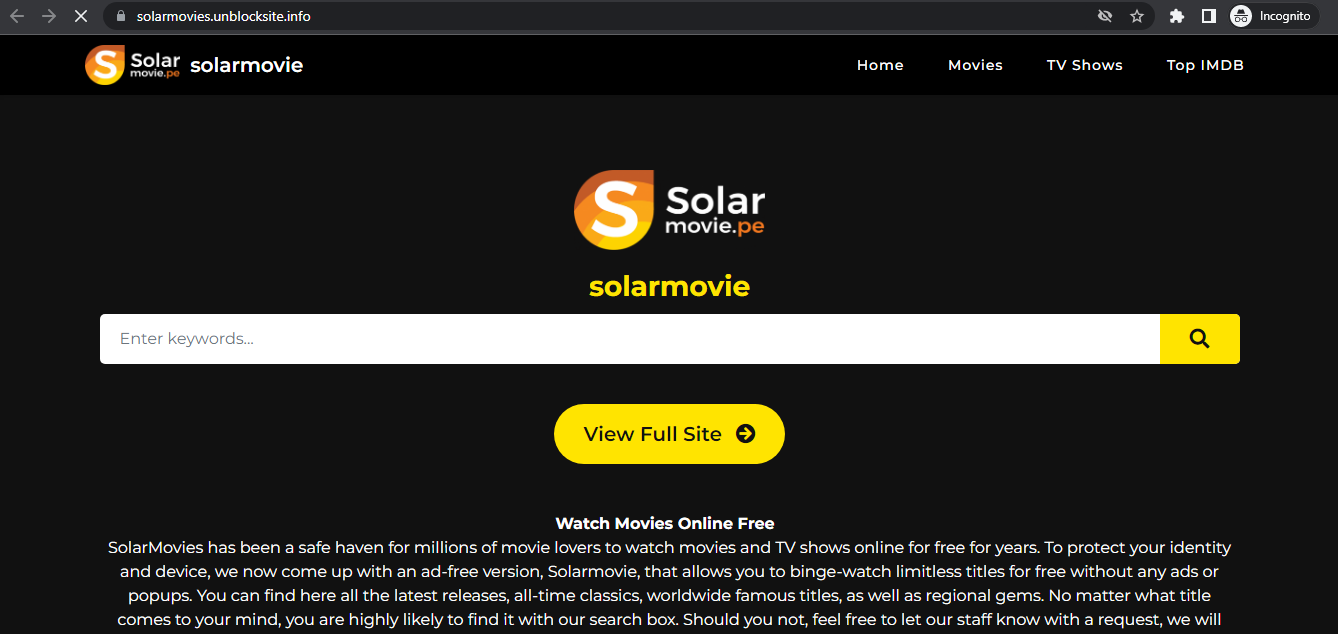 solarmovies.unblocksite.info
Incognito
S Solar
movie.pe
solarmovie
Home
Movies
TV Shows
Top IMDB
S Solar
movie.pe
solarmovie
Enter keywords...
View Full Site
Watch Movies Online Free
SolarMovies has been a safe haven for millions of movie lovers to watch movies and TV shows online for free for years. To protect your identity
and device, we now come up with an ad-free version, Solarmovie, that allows you to binge-watch limitless titles for free without any ads or
popups. You can find here all the latest releases, all-time classics, worldwide famous titles, as well as regional gems. No matter what title
comes to your mind, you are highly likely to find it with our search box. Should you not, feel free to let our staff know with a request, we will